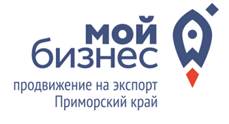 мой
бизнес
продвижение на экспорт
Приморский край